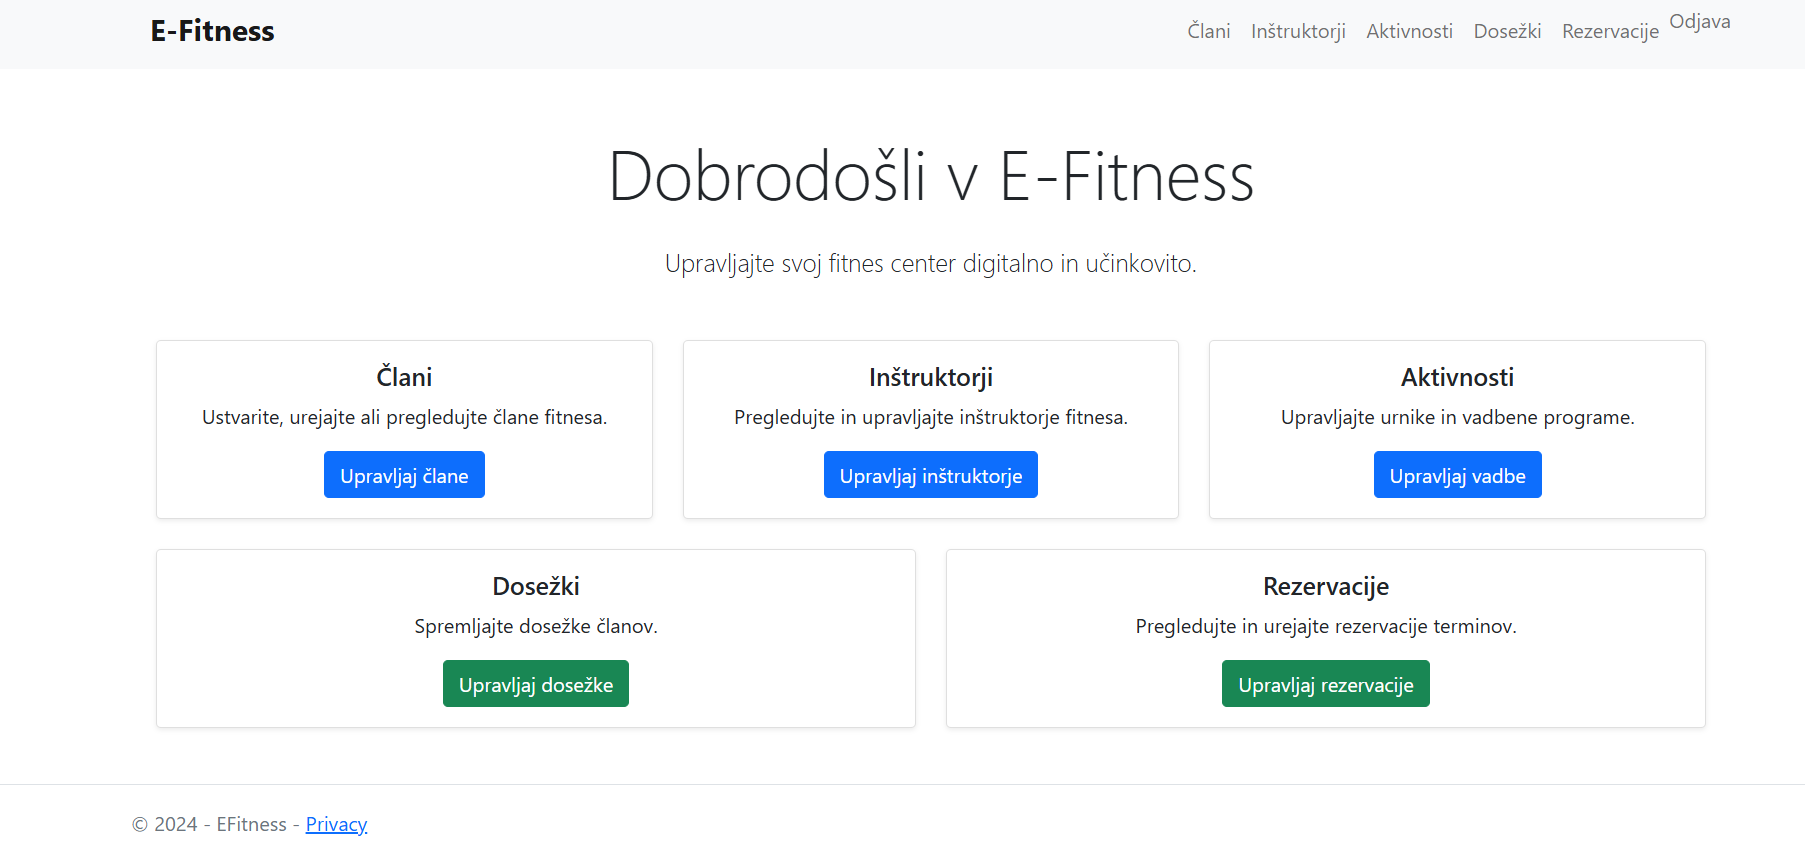 E-Fitness
Člani Inštruktorji Aktivnosti Dosežki Rezervacije Odjava
Dobrodošli v E-Fitness
Upravljajte svoj fitnes center digitalno in učinkovito.
Člani
Ustvarite, urejajte ali pregledujte člane fitnesa.
Upravljaj člane
Inštruktorji
Pregledujte in upravljajte inštruktorje fitnesa.
Upravljaj inštruktorje
Aktivnosti
Upravljajte urnike in vadbene programe.
Upravljaj vadbe
Dosežki
Spremljajte dosežke članov.
Upravljaj dosežke
Rezervacije
Pregledujte in urejajte rezervacije terminov.
Upravljaj rezervacije
© 2024 - EFitness - Privacy